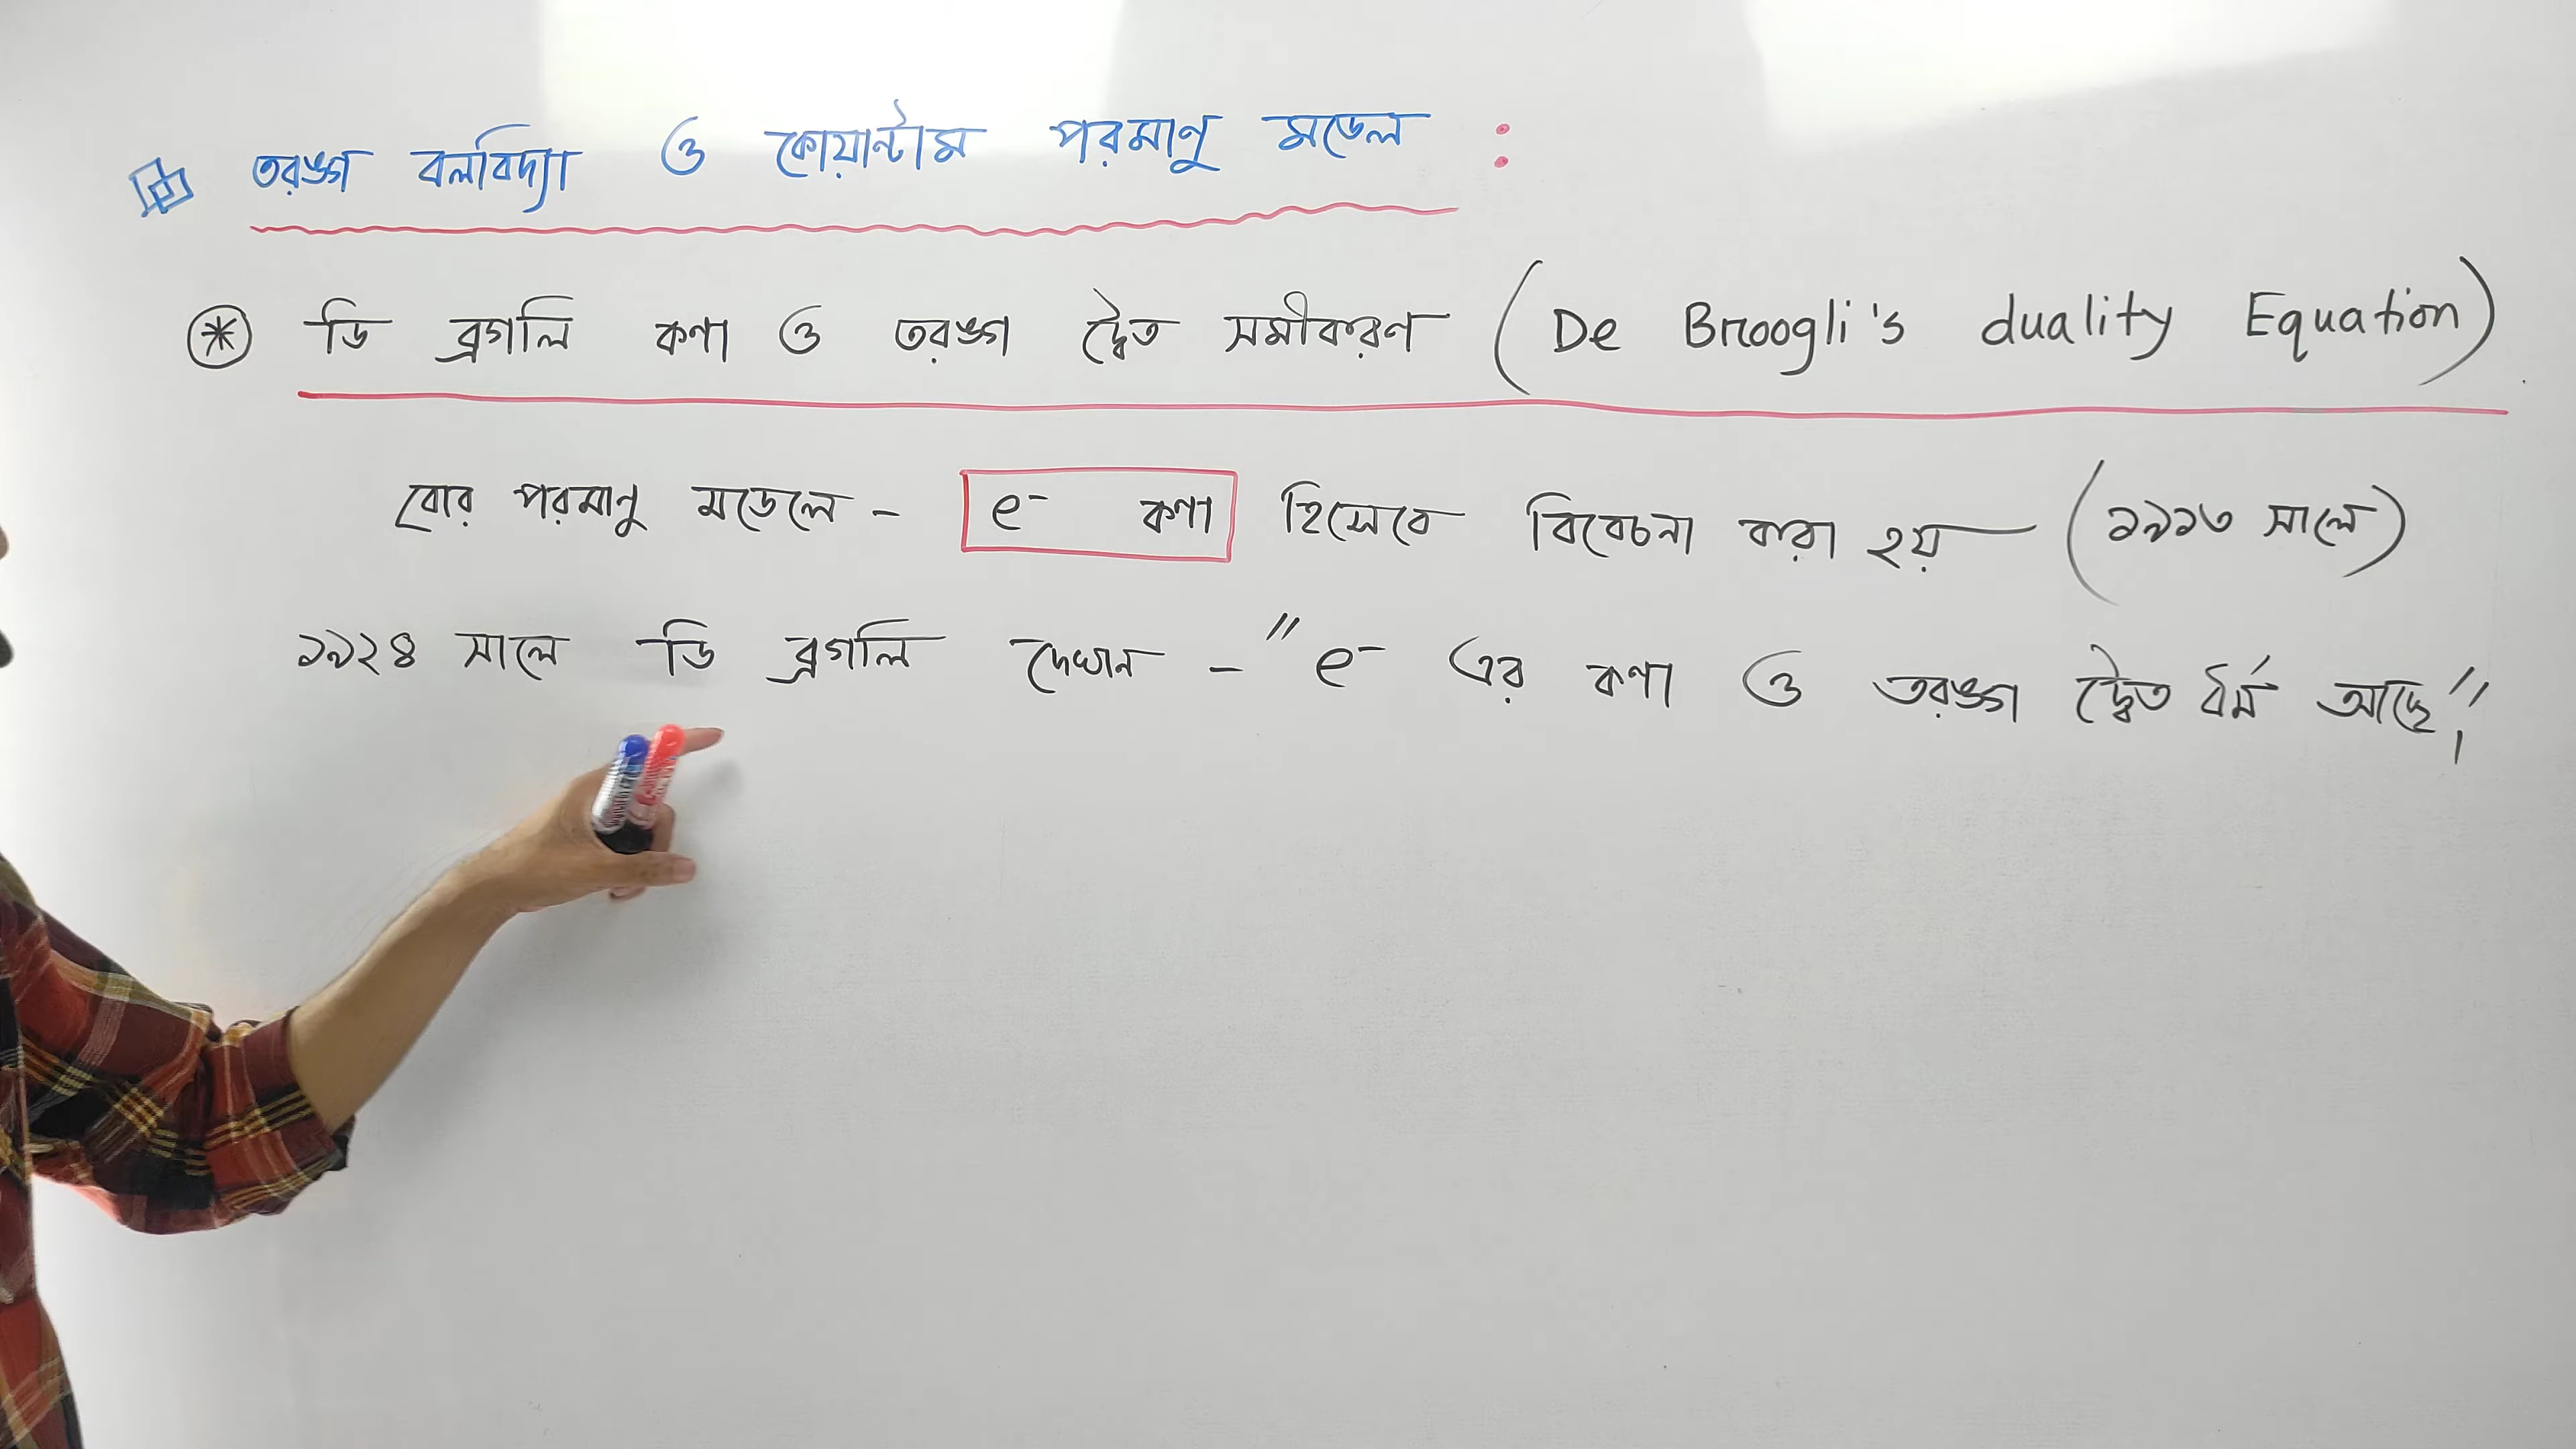 তরঙ্গ বলবিদ্যা ও কোয়ান্টাম পরমানু মডেল :
ডি ব্রগলি কণা ও তরঙ্গ দ্বৈত সমীকরণ (De Broogli's duality Equation)
বোর পরমানু মডেলে - e⁻ কণা হিসেবে বিবেচনা করা হয় (১৯১৩ সালে)
১৯২৪ সালে ডি ব্রগলি দেখান - "e⁻ এর কণা ও তরঙ্গ দ্বৈত ধর্ম আছে"।